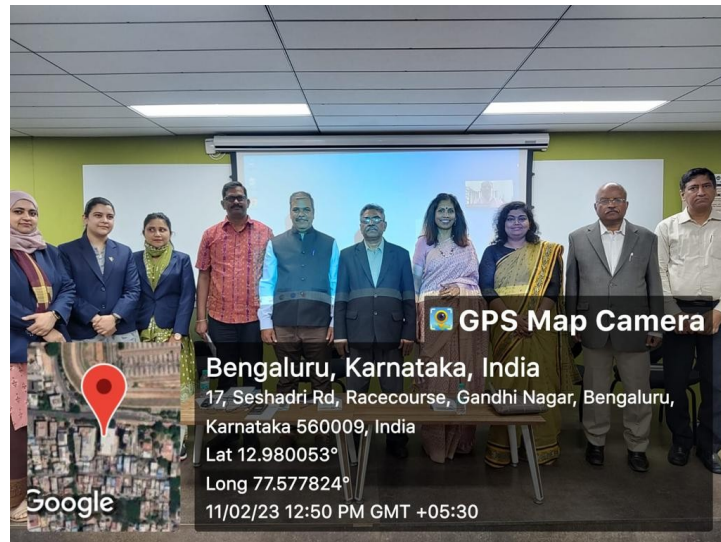 GPS Map Camera
Bengaluru, Karnataka, India
17, Seshadri Rd, Racecourse, Gandhi Nagar, Bengaluru,
Karnataka 560009, India
Lat 12.980053°
Long 77.577824°
11/02/23 12:50 PM GMT +05:30
Google